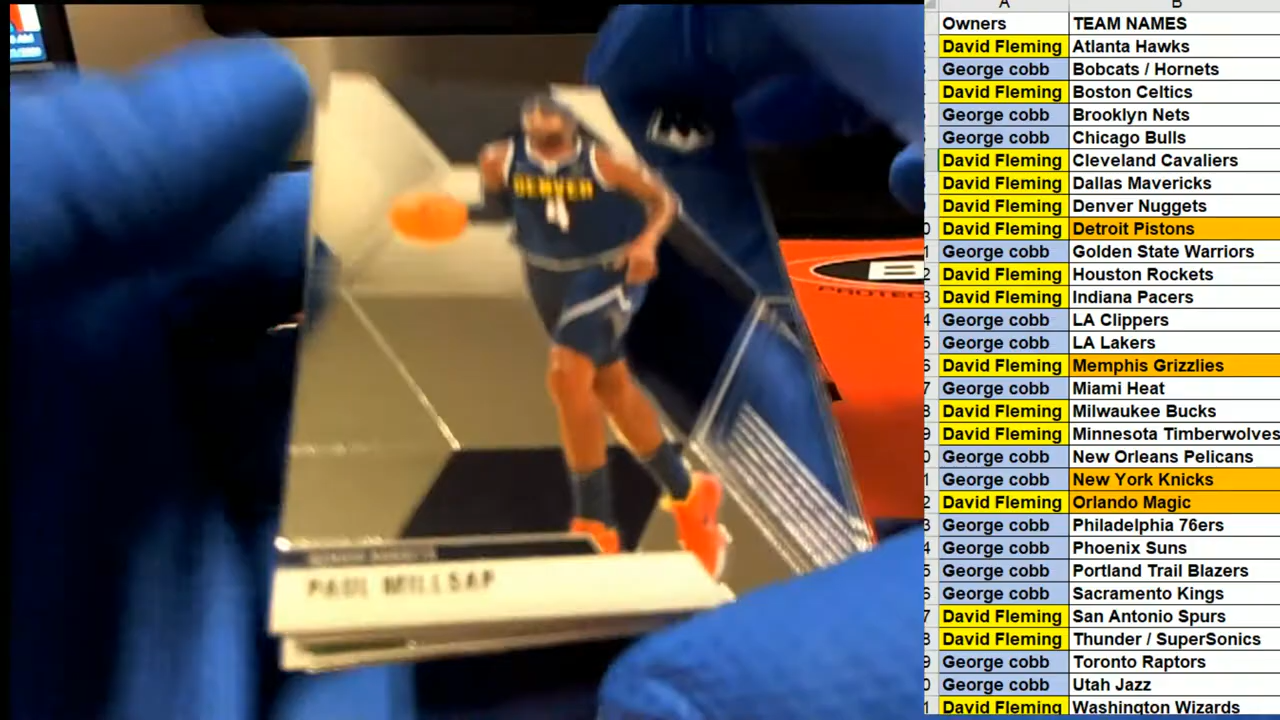 DENVER
4
PAUL MILLSAP
A B
Owners TEAM NAMES
David Fleming Atlanta Hawks
George cobb Bobcats / Hornets
David Fleming Boston Celtics
George cobb Brooklyn Nets
George cobb Chicago Bulls
David Fleming Cleveland Cavaliers
David Fleming Dallas Mavericks
David Fleming Denver Nuggets
David Fleming Detroit Pistons
George cobb Golden State Warriors
David Fleming Houston Rockets
David Fleming Indiana Pacers
George cobb LA Clippers
George cobb LA Lakers
David Fleming Memphis Grizzlies
George cobb Miami Heat
David Fleming Milwaukee Bucks
David Fleming Minnesota Timberwolves
George cobb New Orleans Pelicans
George cobb New York Knicks
David Fleming Orlando Magic
George cobb Philadelphia 76ers
George cobb Phoenix Suns
George cobb Portland Trail Blazers
George cobb Sacramento Kings
David Fleming San Antonio Spurs
David Fleming Thunder / SuperSonics
George cobb Toronto Raptors
George cobb Utah Jazz
David Fleming Washington Wizards